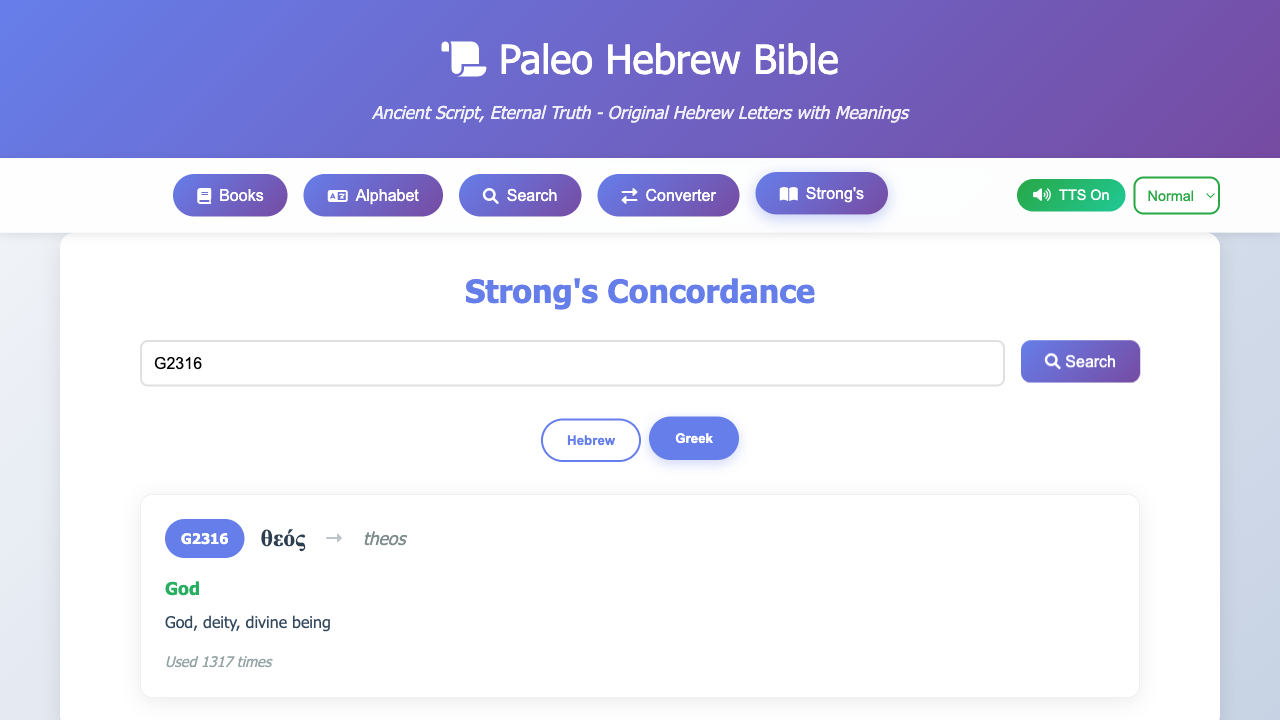 Paleo Hebrew Bible
Ancient Script, Eternal Truth - Original Hebrew Letters with Meanings
Books Alphabet Search Converter Strong's TTS On Normal
Strong's Concordance
G2316 Search
Hebrew Greek
G2316 θεός → theos
God
God, deity, divine being
Used 1317 times